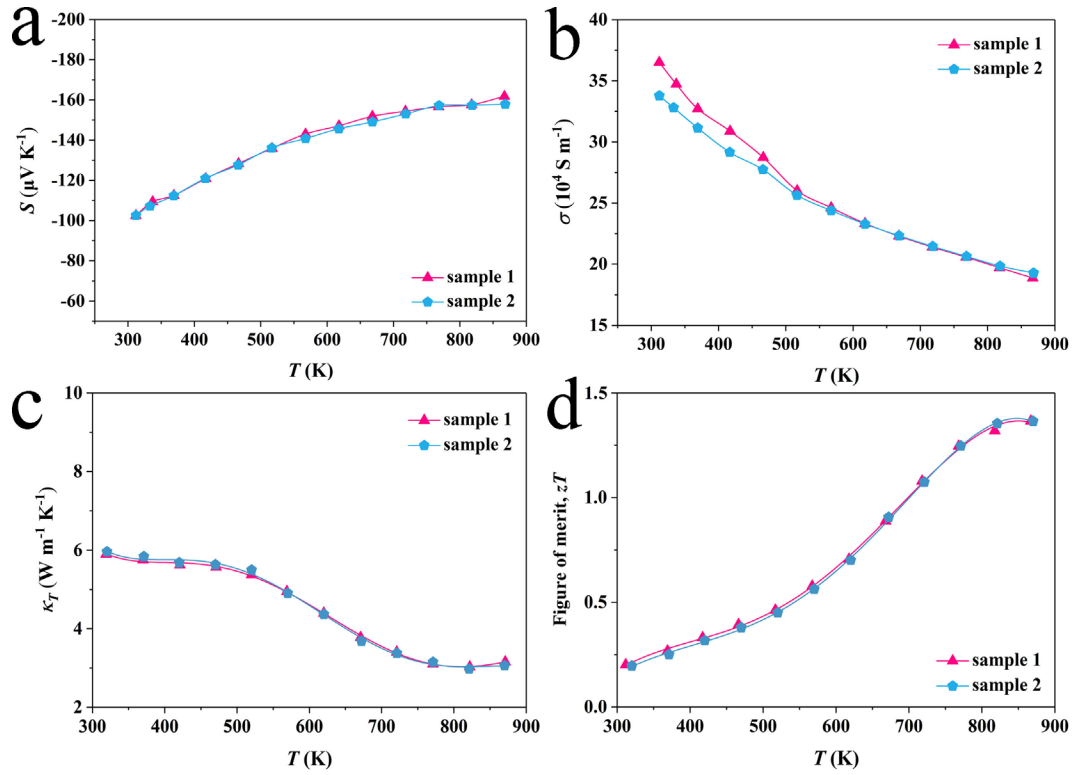 a
-200
-180
-160
-140
-120
-100
-80
-60
S (μV K⁻¹)
300 400 500 600 700 800 900
T (K)
sample 1
sample 2
b
40
35
30
25
20
15
σ (10⁴ S m⁻¹)
300 400 500 600 700 800 900
T (K)
sample 1
sample 2
c
10
8
6
4
2
κT (W m⁻¹ K⁻¹)
300 400 500 600 700 800 900
T (K)
sample 1
sample 2
d
1.5
1.0
0.5
0.0
Figure of merit, zT
300 400 500 600 700 800 900
T (K)
sample 1
sample 2